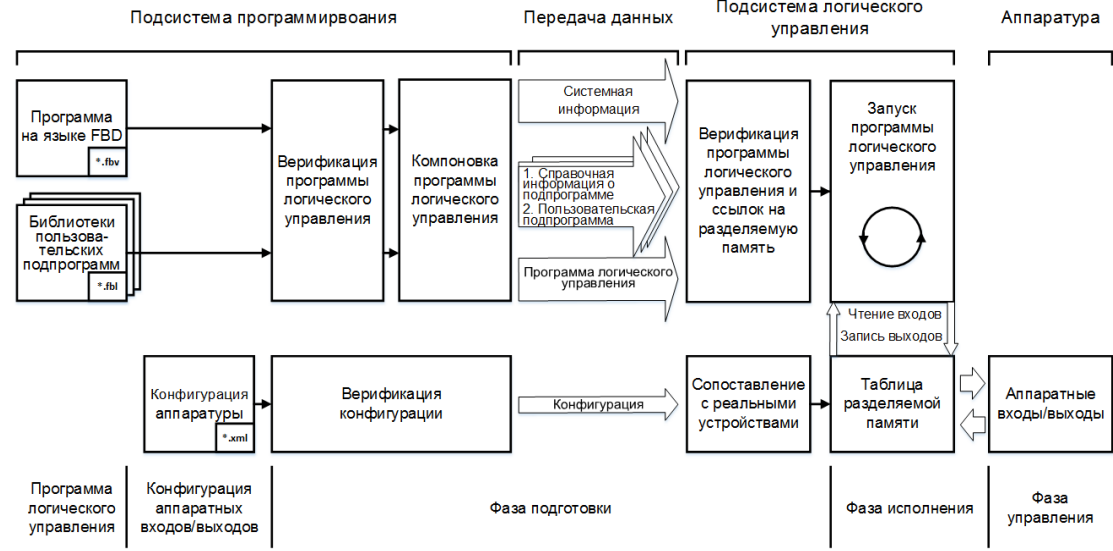 Подсистема программирвоания
Передача данных
Подсистема логического
управления
Аппаратура
Программа
на языке FBD
*.fbv
Библиотеки
пользова-
тельских
подпрограмм
*.fbl
Верификация
программы
логического
управления
Компоновка
программы
логического
управления
Системная
информация
1. Справочная
информация о
подпрограмме
2. Пользовательская
подпрограмма
Программа логического
управления
Верификация
программы
логического
управления и
ссылок на
разделяемую
память
Запуск
программы
логического
управления
Чтение входов
Запись выходов
Конфигурация
аппаратуры
*.xml
Верификация
конфигурации
Конфигурация
Сопоставление
с реальными
устройствами
Таблица
разделяемой
памяти
Аппаратные
входы/выходы
Программа
логического
управления
Конфигурация
аппаратных
входов/выходов
Фаза подготовки
Фаза исполнения
Фаза
управления